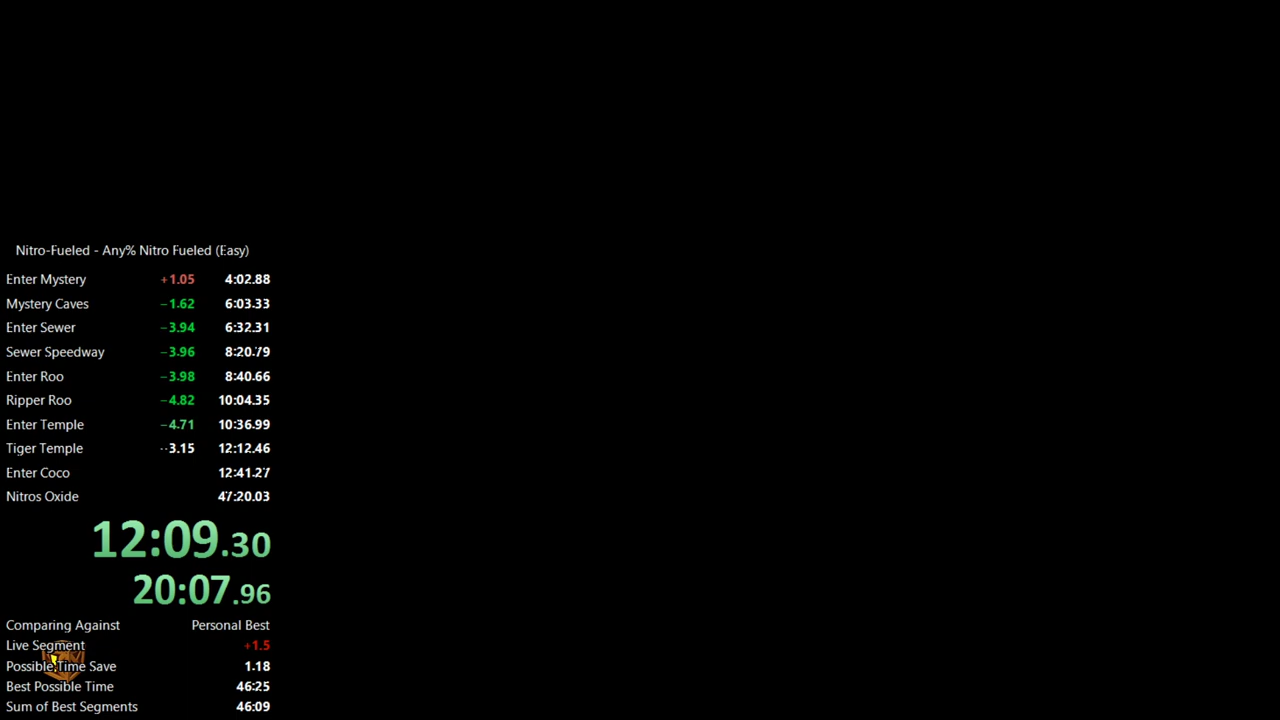 Nitro-Fueled - Any% Nitro Fueled (Easy)
Enter Mystery +1.05 4:02.88
Mystery Caves −1.62 6:03.33
Enter Sewer −3.94 6:32.31
Sewer Speedway −3.96 8:20.79
Enter Roo −3.98 8:40.66
Ripper Roo −4.82 10:04.35
Enter Temple −4.71 10:36.99
Tiger Temple −3.15 12:12.46
Enter Coco 12:41.27
Nitros Oxide 47:20.03
12:09.30
20:07.96
Comparing Against Personal Best
Live Segment +1.5
Possible Time Save 1.18
Best Possible Time 46:25
Sum of Best Segments 46:09